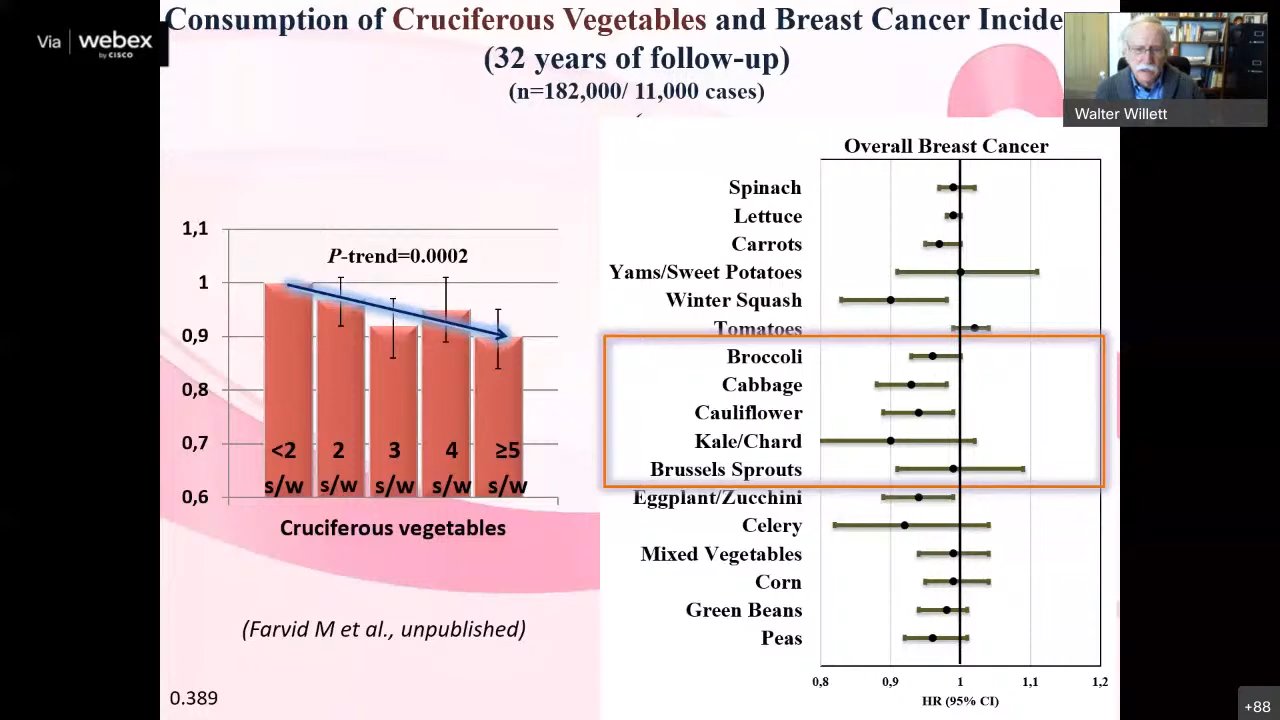 Consumption of Cruciferous Vegetables and Breast Cancer Incide
(32 years of follow-up)
(n=182,000/ 11,000 cases)
Via webex
by CISCO
Walter Willett
1,1
1
0,9
0,8
0,7
0,6
P-trend=0.0002
<2 s/w
2 s/w
3 s/w
4 s/w
≥5 s/w
Cruciferous vegetables
(Farvid M et al., unpublished)
0.389
Overall Breast Cancer
Spinach
Lettuce
Carrots
Yams/Sweet Potatoes
Winter Squash
Tomatoes
Broccoli
Cabbage
Cauliflower
Kale/Chard
Brussels Sprouts
Eggplant/Zucchini
Celery
Mixed Vegetables
Corn
Green Beans
Peas
0,8 0,9 1 1,1 1,2
HR (95% CI)
+88